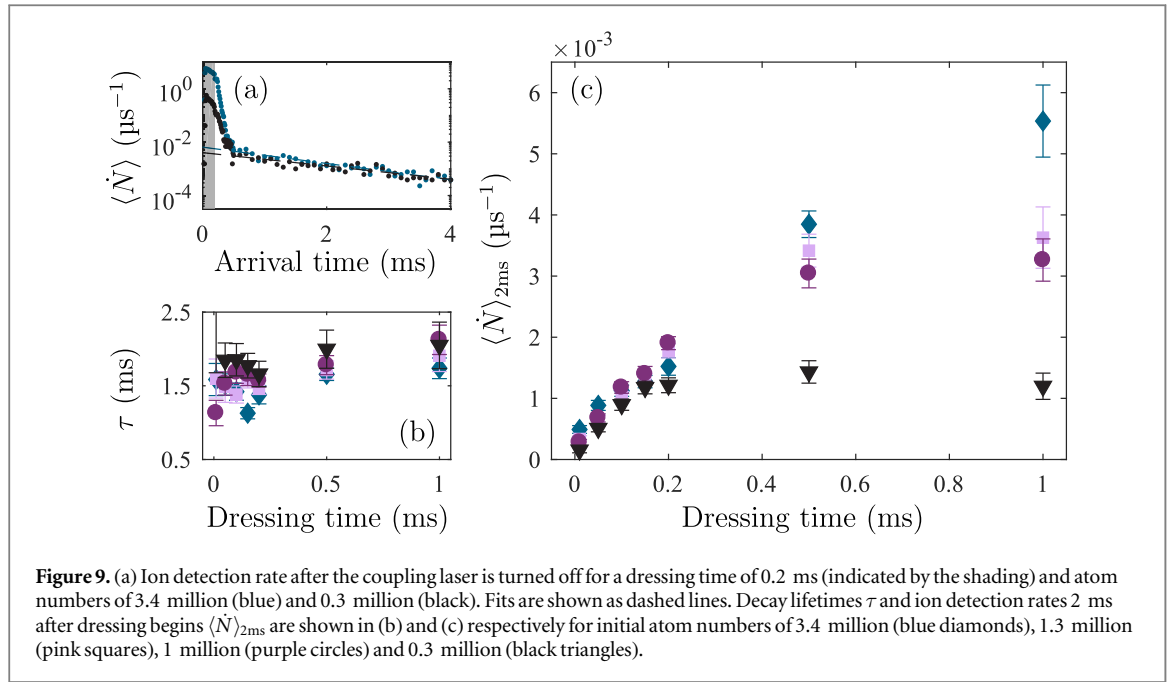 ×10⁻³
(a)
(c)
10⁰
10⁻²
10⁻⁴
⟨Ṅ⟩ (µs⁻¹)
0 2 4
Arrival time (ms)
2.5
1.5
0.5
τ (ms)
(b)
0 0.5 1
Dressing time (ms)
6
5
4
3
2
1
0
⟨Ṅ⟩₂ₘₛ (µs⁻¹)
0 0.2 0.4 0.6 0.8 1
Dressing time (ms)
Figure 9. (a) Ion detection rate after the coupling laser is turned off for a dressing time of 0.2 ms (indicated by the shading) and atom
numbers of 3.4 million (blue) and 0.3 million (black). Fits are shown as dashed lines. Decay lifetimes τ and ion detection rates 2 ms
after dressing begins ⟨Ṅ⟩₂ₘₛ are shown in (b) and (c) respectively for initial atom numbers of 3.4 million (blue diamonds), 1.3 million
(pink squares), 1 million (purple circles) and 0.3 million (black triangles).